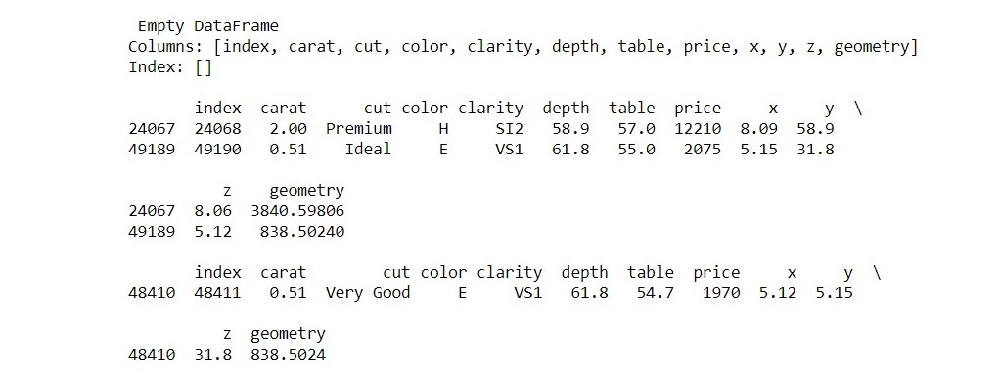 Empty DataFrame
Columns: [index, carat, cut, color, clarity, depth, table, price, x, y, z, geometry]
Index: []
index carat cut color clarity depth table price x y \
24067 24068 2.00 Premium H SI2 58.9 57.0 12210 8.09 58.9
49189 49190 0.51 Ideal E VS1 61.8 55.0 2075 5.15 31.8
z geometry
24067 8.06 3840.59806
49189 5.12 838.50240
index carat cut color clarity depth table price x y \
48410 48411 0.51 Very Good E VS1 61.8 54.7 1970 5.12 5.15
z geometry
48410 31.8 838.5024